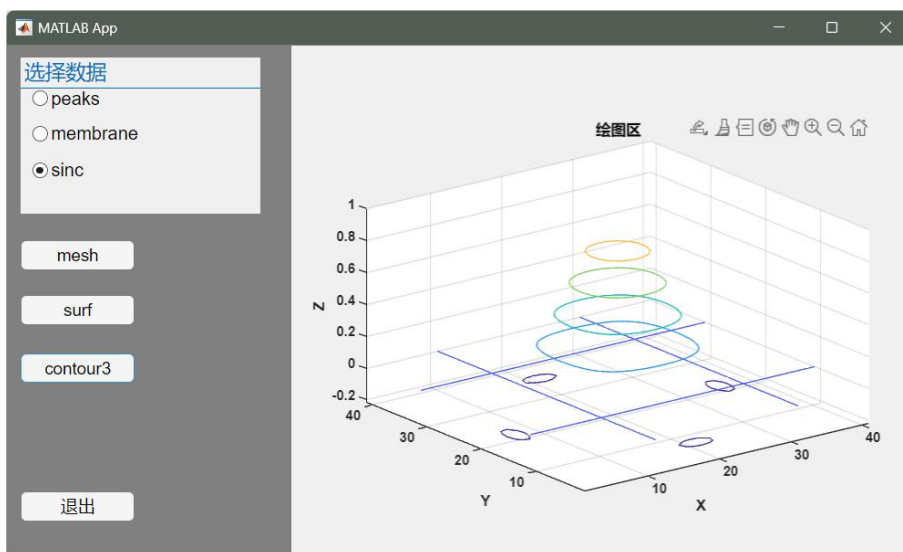 MATLAB App
选择数据
peaks
membrane
sinc
mesh
surf
contour3
退出
绘图区
1
0.8
0.6
0.4
0.2
0
-0.2
Z
40
30
20
10
Y
10
20
30
40
X